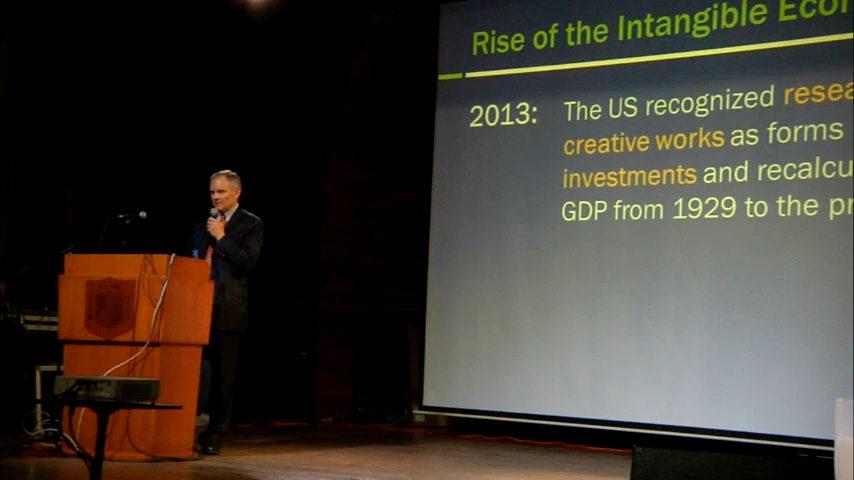 Rise of the Intangible Eco
2013: The US recognized resea
creative works as forms
investments and recalcu
GDP from 1929 to the pr